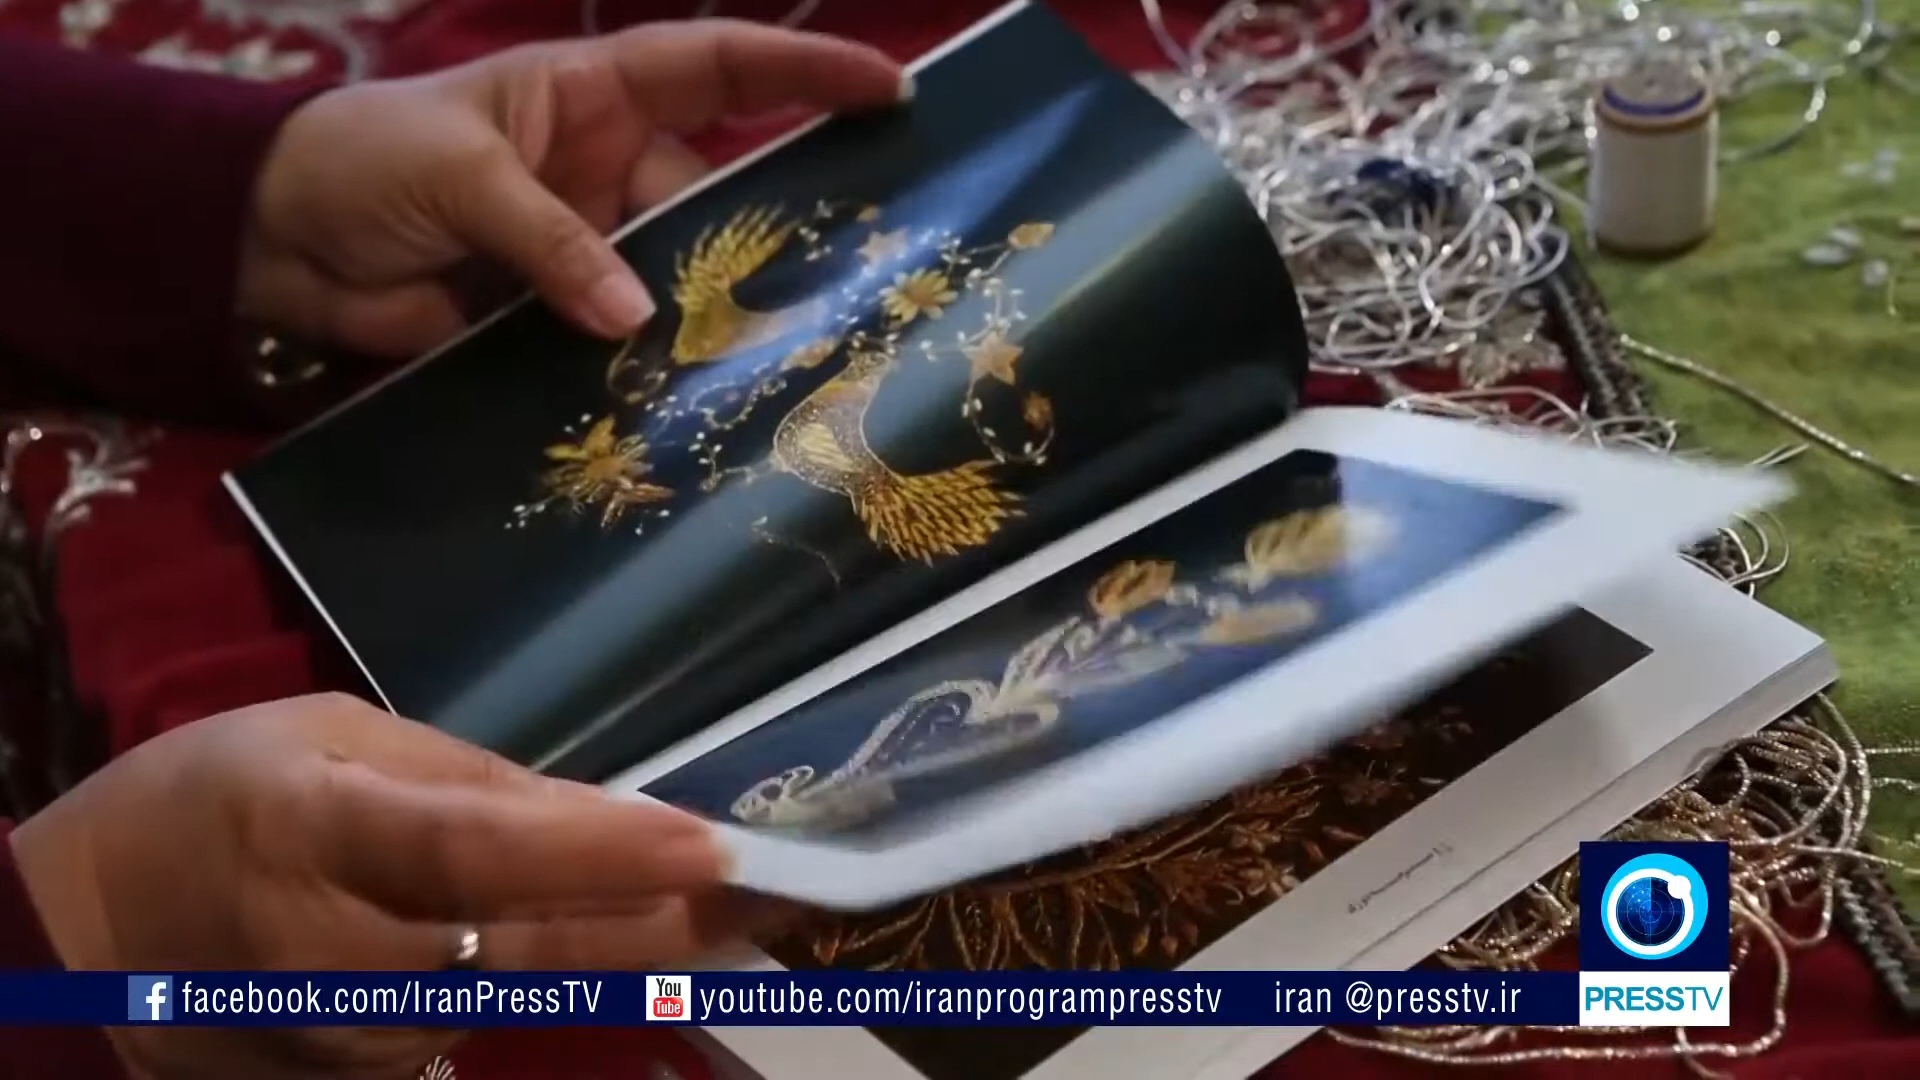 facebook.com/IranPressTV
You Tube youtube.com/iranprogrampresstv
iran @presstv.ir
PRESSTV